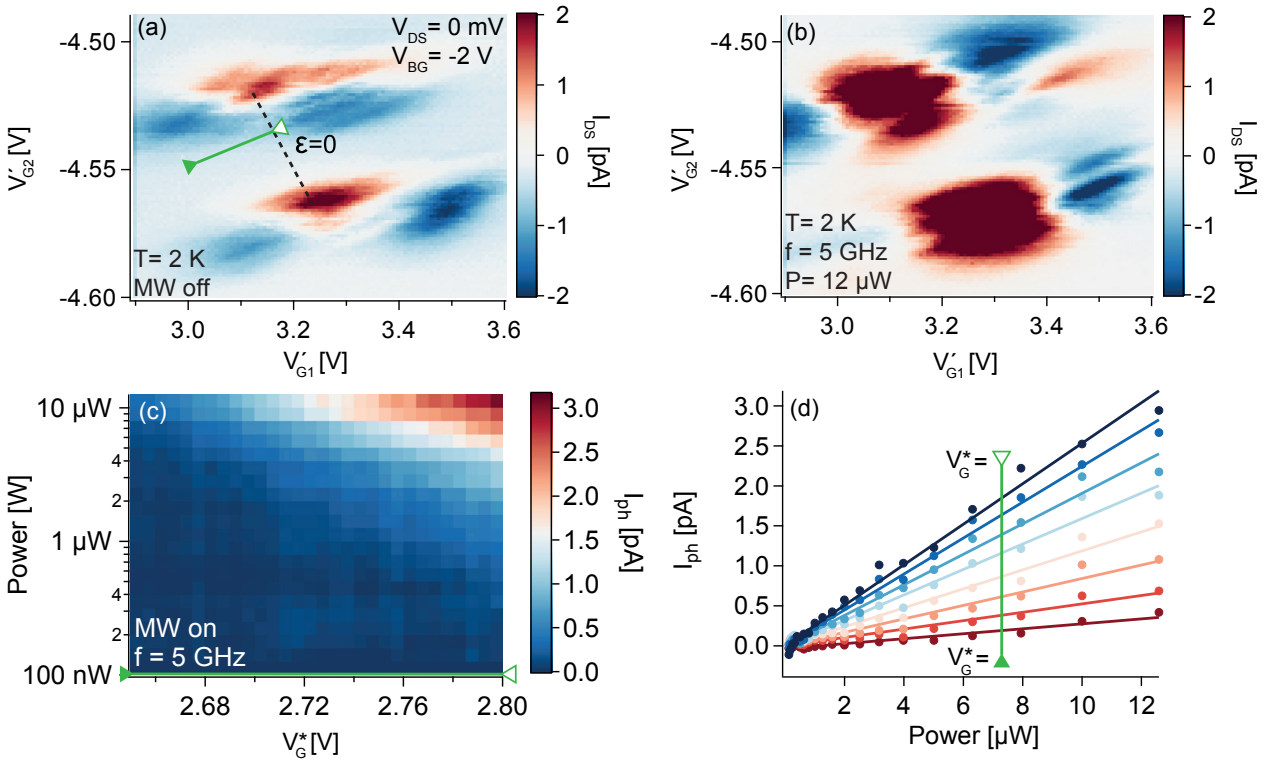 (a)
V_DS = 0 mV
V_BG = -2 V
ε=0
T= 2 K
MW off
-4.50
-4.55
-4.60
V´_G2 [V]
3.0
3.2
3.4
3.6
V´_G1 [V]
2
1
0
-1
-2
I_DS [pA]
(b)
T= 2 K
f = 5 GHz
P= 12 µW
-4.50
-4.55
-4.60
V´_G2 [V]
3.0
3.2
3.4
3.6
V´_G1 [V]
2
1
0
-1
-2
I_DS [pA]
(c)
MW on
f = 5 GHz
10 µW
4
2
1 µW
4
2
100 nW
Power [W]
2.68
2.72
2.76
2.80
V_G* [V]
3.0
2.5
2.0
1.5
1.0
0.5
0.0
I_ph [pA]
(d)
V_G* =
V_G* =
3.0
2.5
2.0
1.5
1.0
0.5
0.0
I_ph [pA]
2
4
6
8
10
12
Power [µW]